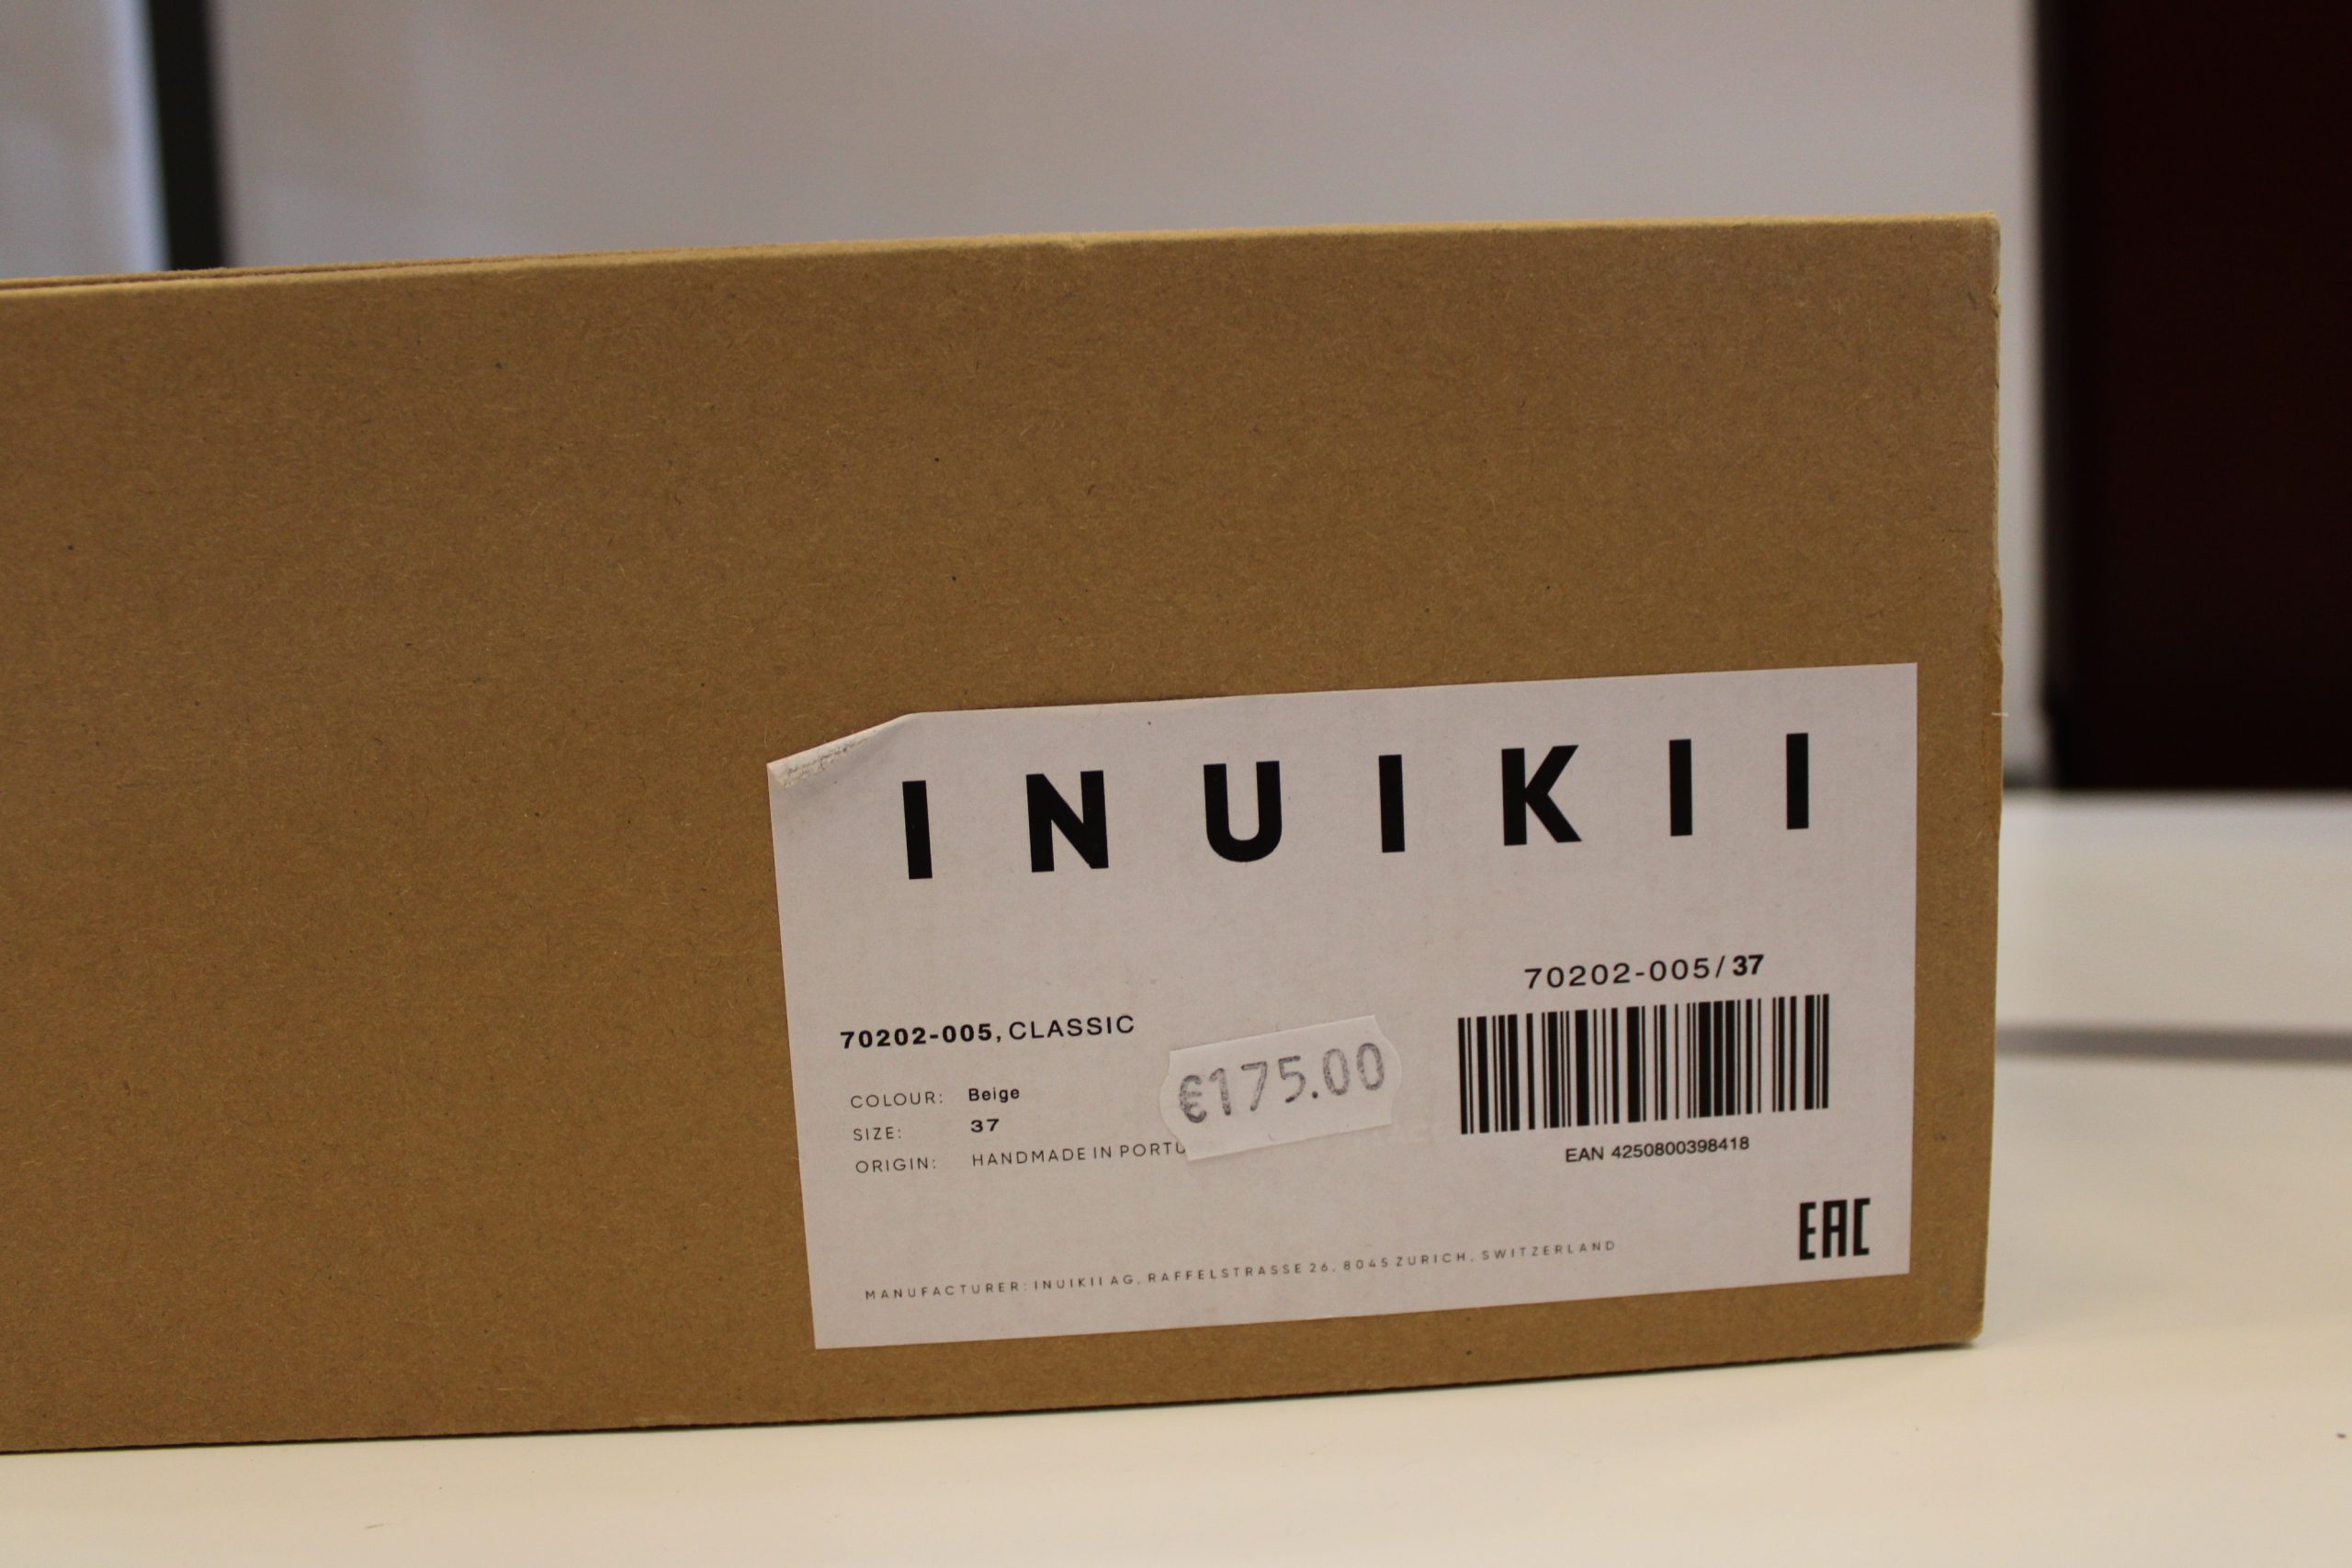 INUIKII
70202-005/37
70202-005, CLASSIC
€175.00
COLOUR: Beige
SIZE: 37
ORIGIN: HANDMADE IN PORTU
EAN 4250800398418
EAC
MANUFACTURER: INUIKII AG, RAFFELSTRASSE 26, 8045 ZURICH, SWITZERLAND